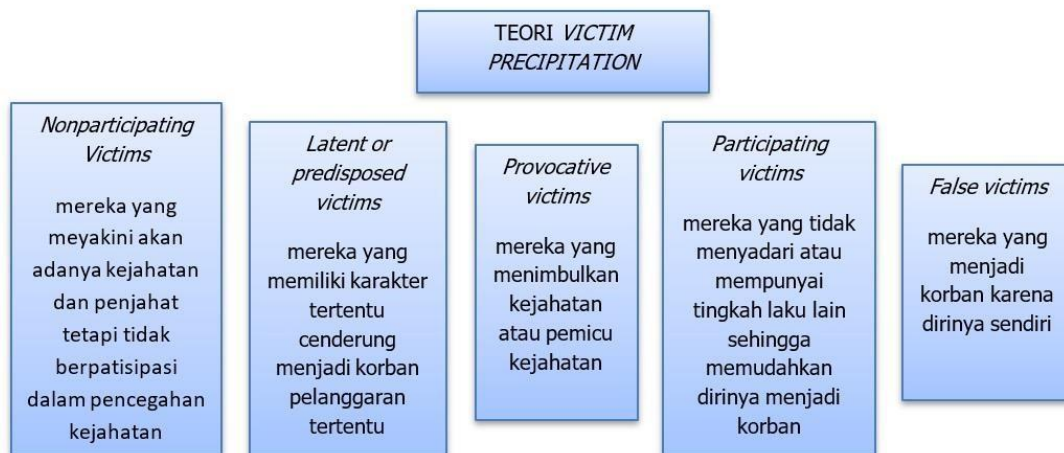 TEORI VICTIM
PRECIPITATION
Nonparticipating
Victims
mereka yang
meyakini akan
adanya kejahatan
dan penjahat
tetapi tidak
berpatisipasi
dalam pencegahan
kejahatan
Latent or
predisposed
victims
mereka yang
memiliki karakter
tertentu
cenderung
menjadi korban
pelanggaran
tertentu
Provocative
victims
mereka yang
menimbulkan
kejahatan
atau pemicu
kejahatan
Participating
victims
mereka yang tidak
menyadari atau
mempunyai
tingkah laku lain
sehingga
memudahkan
dirinya menjadi
korban
False victims
mereka yang
menjadi
korban karena
dirinya sendiri